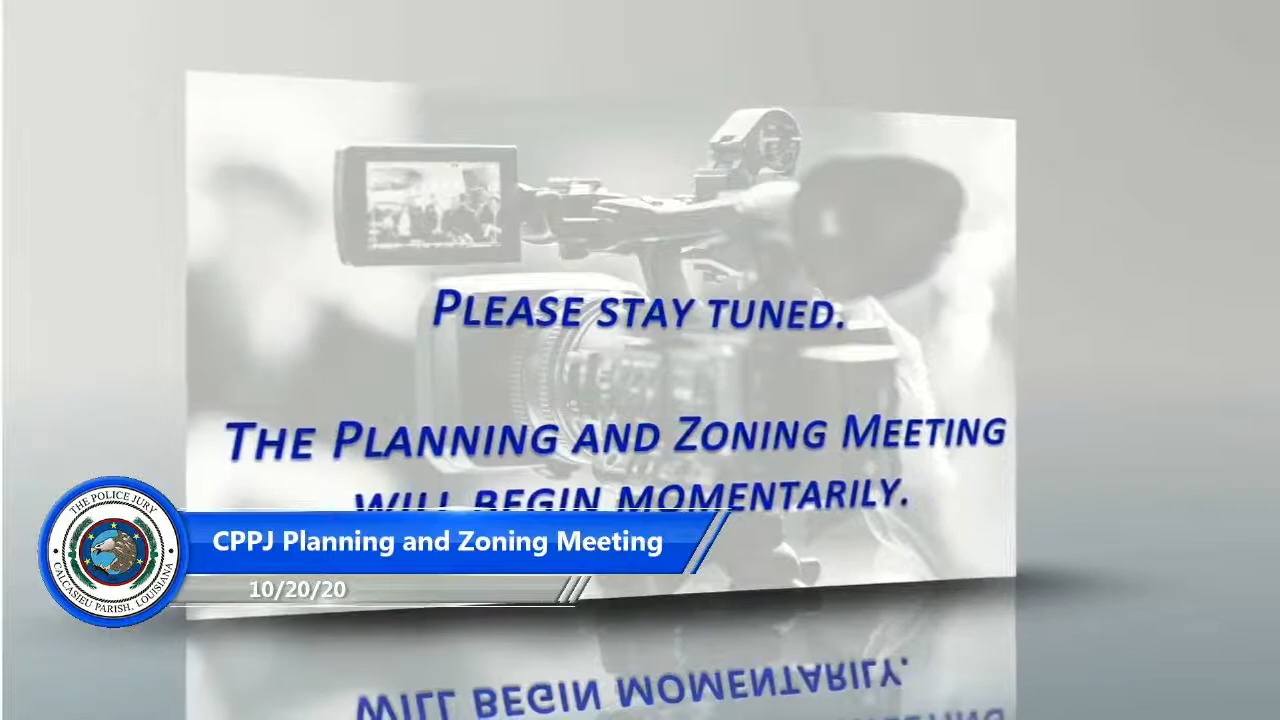 PLEASE STAY TUNED.
THE PLANNING AND ZONING MEETING
WILL BEGIN MOMENTARILY.
CPPJ Planning and Zoning Meeting
10/20/20
THE POLICE JURY
CALCASIEU PARISH, LOUISIANA
WILL BEGIN MOMENTARILY.
MEETING